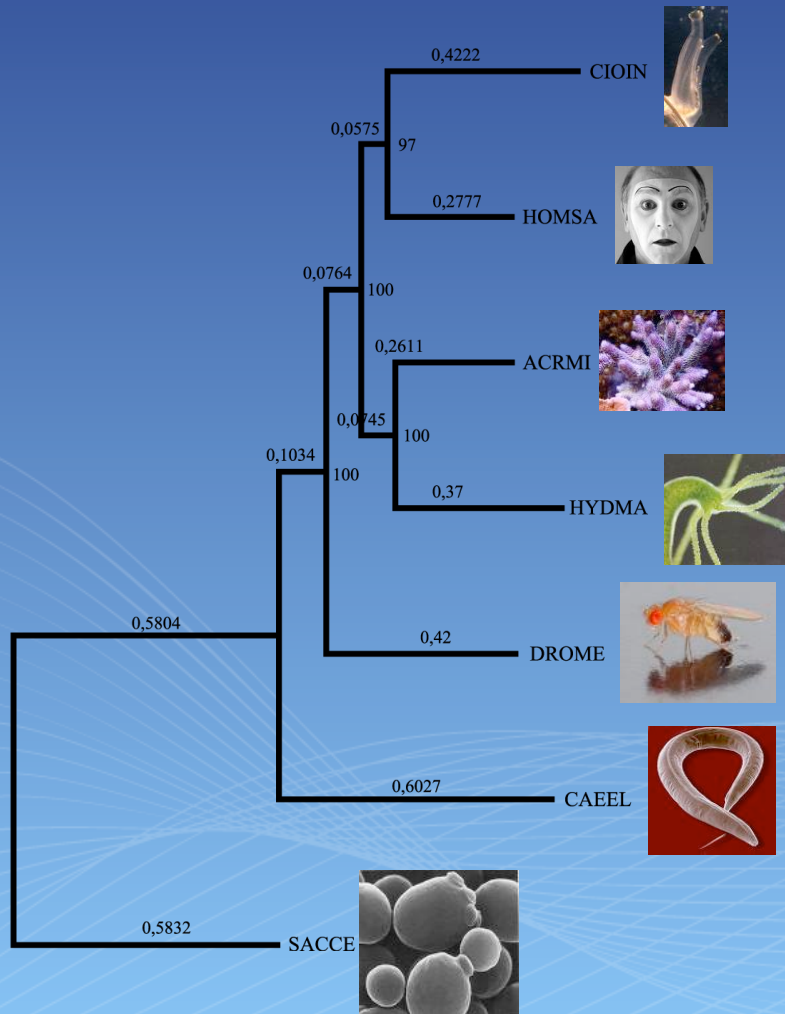 0,4222
CIOIN
0,0575
97
0,2777
HOMSA
0,0764
100
0,2611
ACRMI
0,0745
100
0,1034
100
0,37
HYDMA
0,5804
0,42
DROME
0,6027
CAEEL
0,5832
SACCE